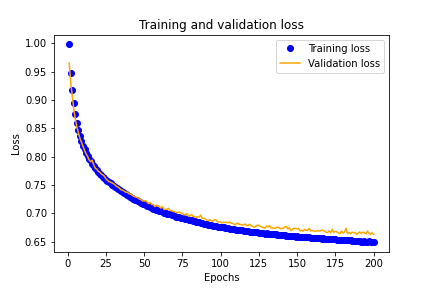 Training and validation loss
Training loss
Validation loss
Loss
1.00
0.95
0.90
0.85
0.80
0.75
0.70
0.65
0 25 50 75 100 125 150 175 200
Epochs